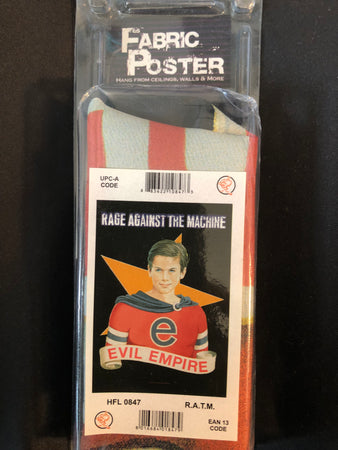 FABRIC
POSTER
HANG FROM CEILINGS, WALLS & MORE
UPC-A
CODE
RAGE AGAINST THE MACHINE
e
EVIL EMPIRE
HFL 0847
R.A.T.M.
EAN 13
CODE